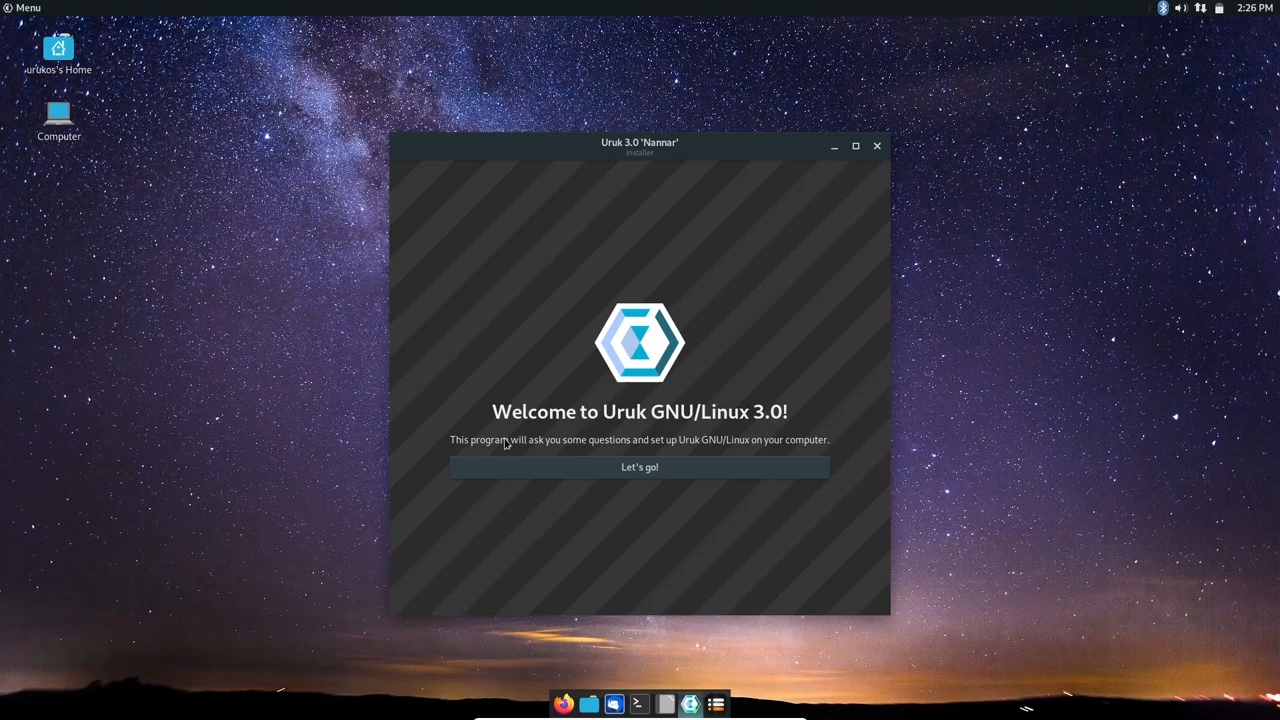 Menu
2:26 PM
urukos's Home
Computer
Uruk 3.0 'Nannar'
Installer
Welcome to Uruk GNU/Linux 3.0!
This program will ask you some questions and set up Uruk GNU/Linux on your computer.
Let's go!